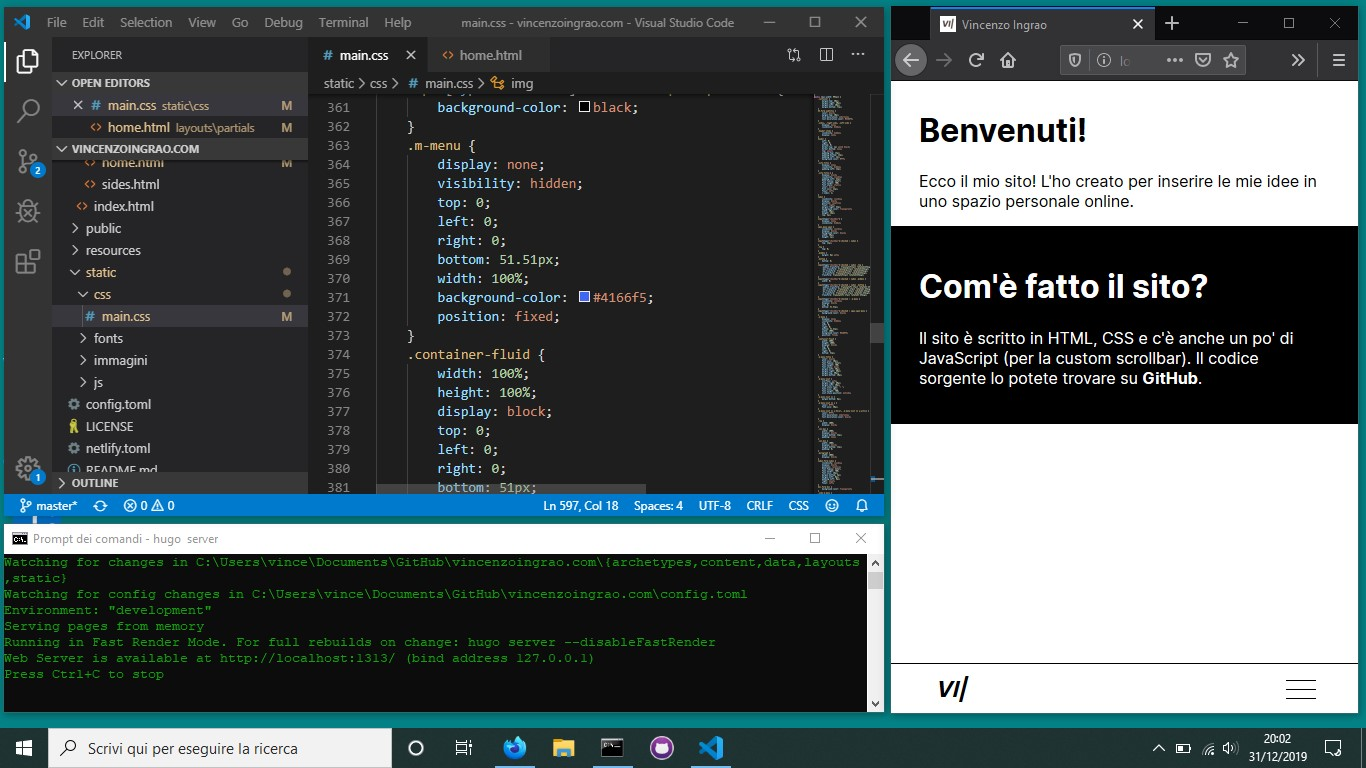 File Edit Selection View Go Debug Terminal Help
main.css - vincenzoingrao.com - Visual Studio Code
EXPLORER
OPEN EDITORS
main.css static\css M
home.html layouts\partials M
VINCENZOINGRAO.COM
home.html M
sides.html
index.html
public
resources
static
css
main.css M
fonts
immagini
js
config.toml
LICENSE
netlify.toml
README.md
OUTLINE
2
1
main.css
home.html
static > css > # main.css > img
361 background-color: black;
362 }
363 .m-menu {
364 display: none;
365 visibility: hidden;
366 top: 0;
367 left: 0;
368 right: 0;
369 bottom: 51.51px;
370 width: 100%;
371 background-color: #4166f5;
372 position: fixed;
373 }
374 .container-fluid {
375 width: 100%;
376 height: 100%;
377 display: block;
378 top: 0;
379 left: 0;
380 right: 0;
381 bottom: 51px;
master* 0 0 Ln 597, Col 18 Spaces: 4 UTF-8 CRLF CSS
Prompt dei comandi - hugo server
Watching for changes in C:\Users\vince\Documents\GitHub\vincenzoingrao.com\{archetypes,content,data,layouts
,static}
Watching for config changes in C:\Users\vince\Documents\GitHub\vincenzoingrao.com\config.toml
Environment: "development"
Serving pages from memory
Running in Fast Render Mode. For full rebuilds on change: hugo server --disableFastRender
Web Server is available at http://localhost:1313/ (bind address 127.0.0.1)
Press Ctrl+C to stop
VI/ Vincenzo Ingrao
Benvenuti!
Ecco il mio sito! L'ho creato per inserire le mie idee in
uno spazio personale online.
Com'è fatto il sito?
Il sito è scritto in HTML, CSS e c'è anche un po' di
JavaScript (per la custom scrollbar). Il codice
sorgente lo potete trovare su GitHub.
VI/
Scrivi qui per eseguire la ricerca
20:02
31/12/2019